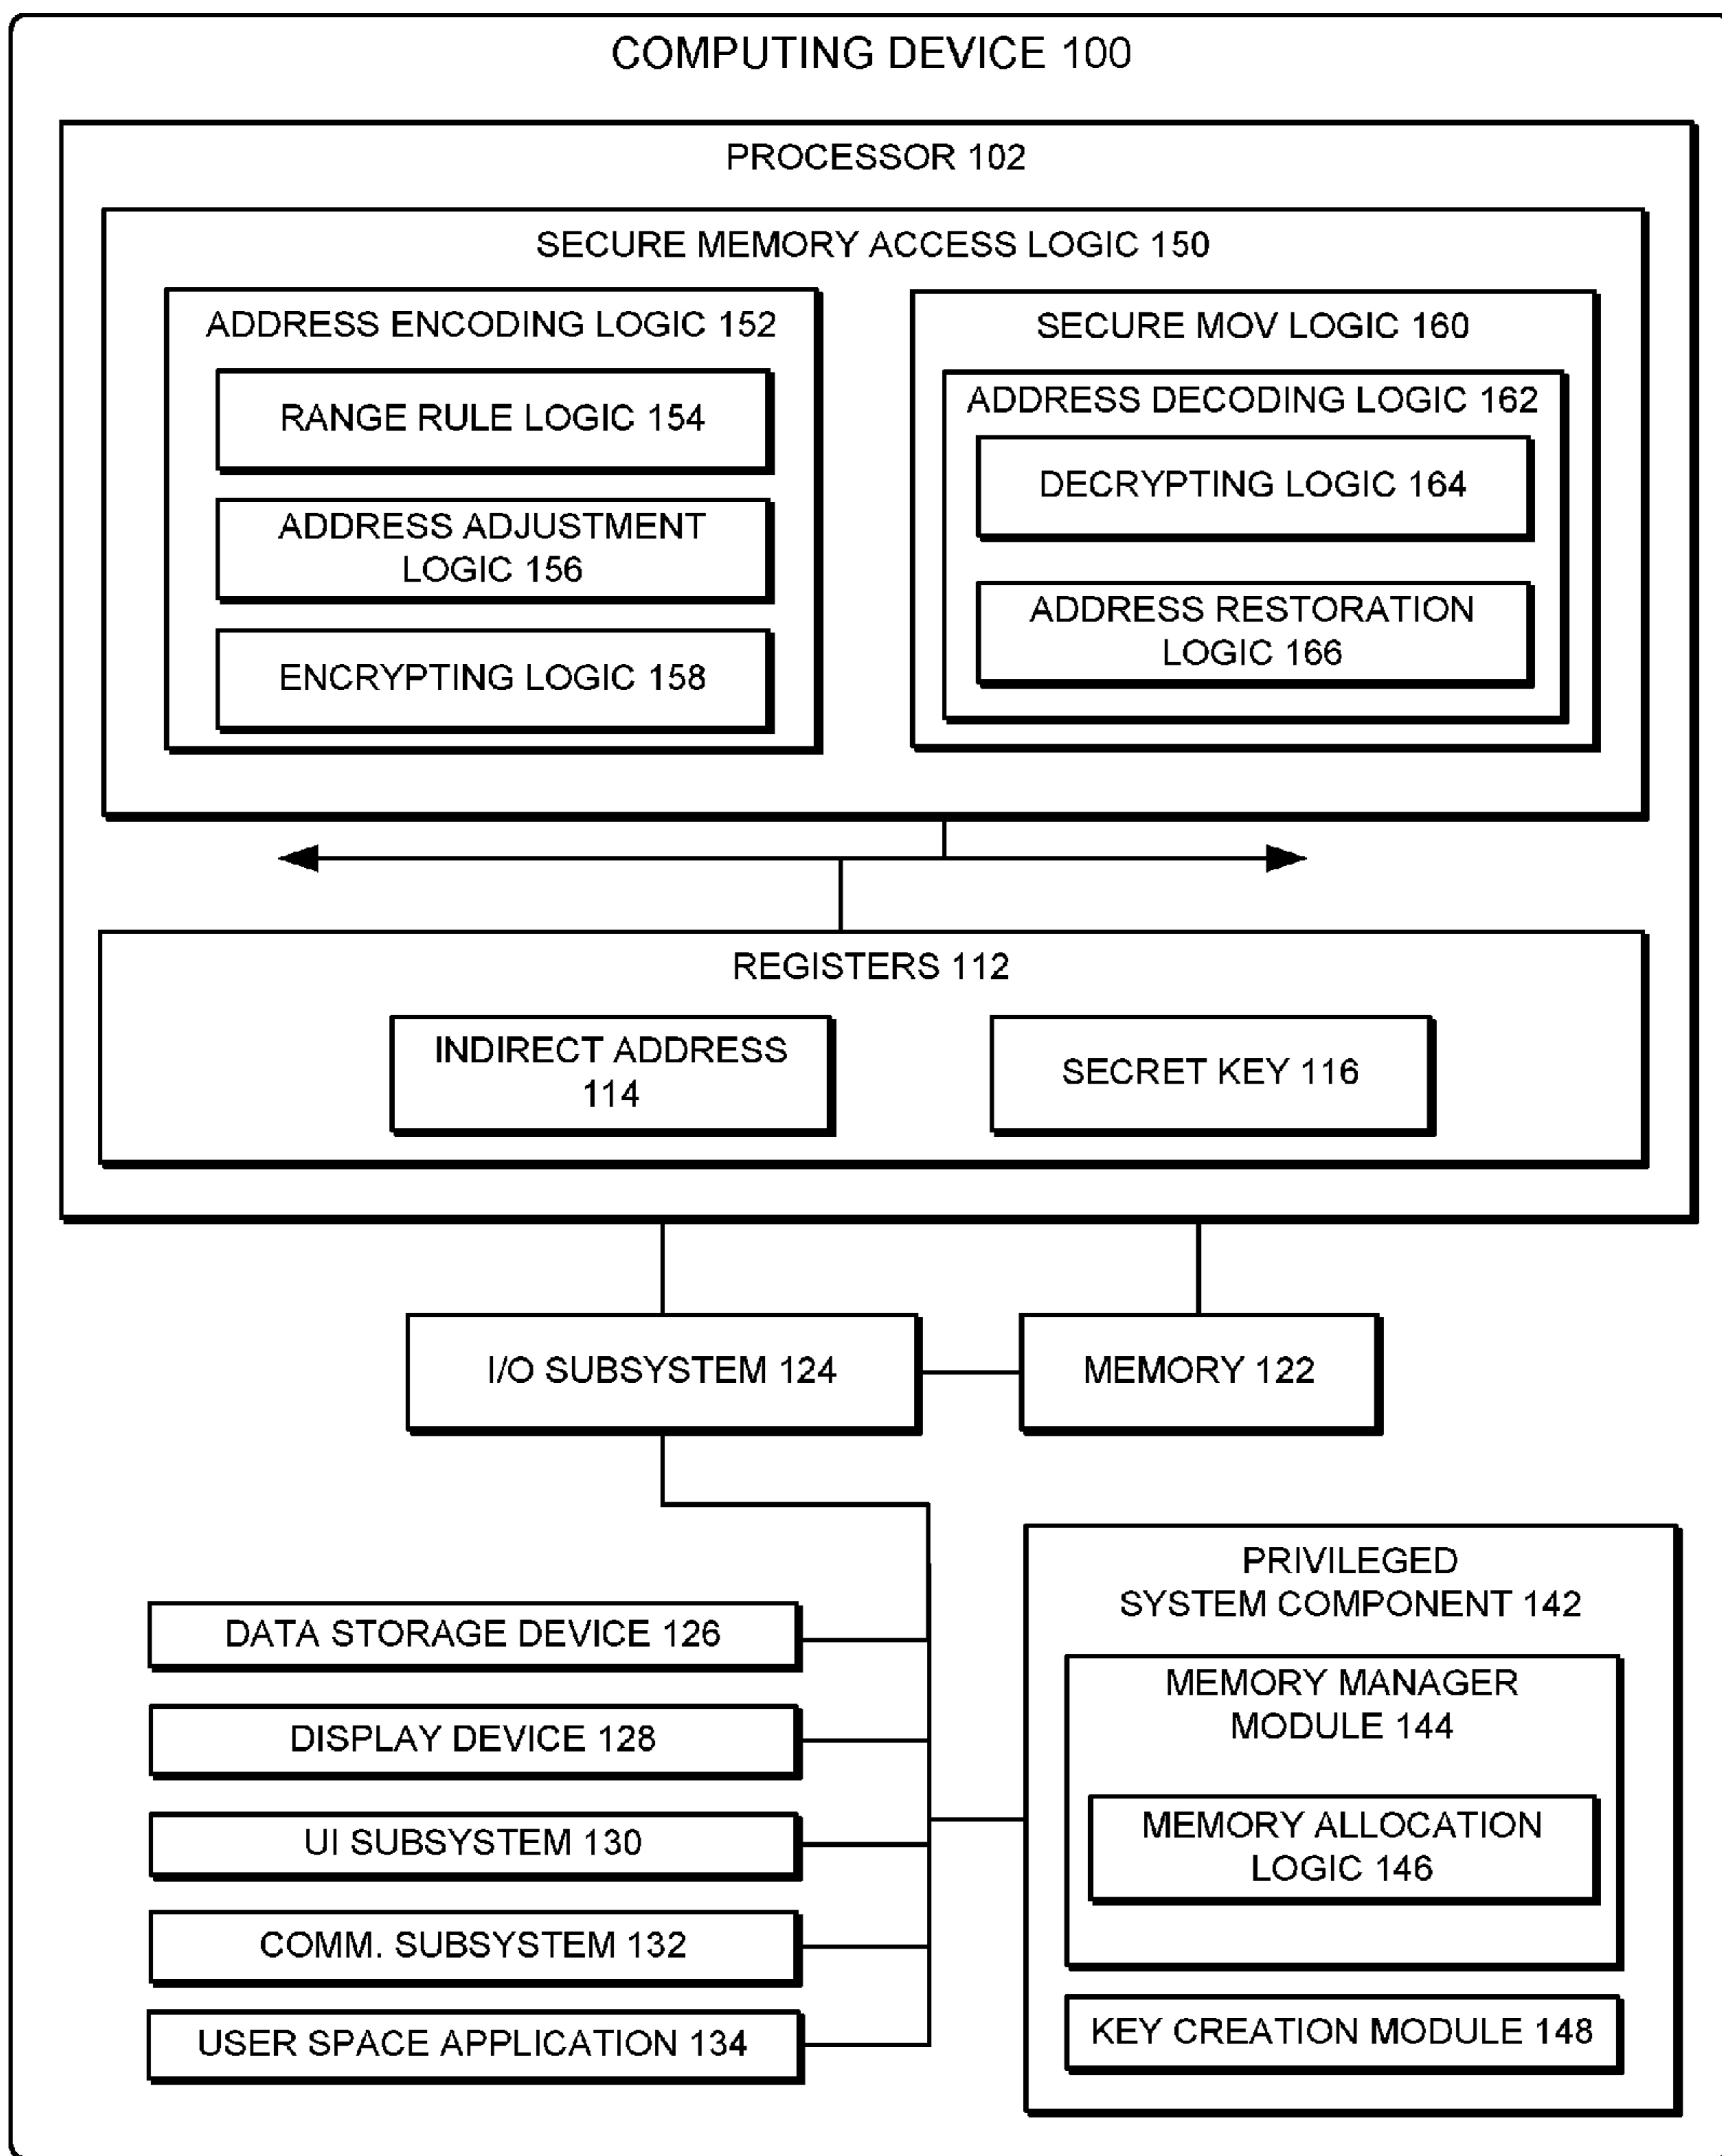 COMPUTING DEVICE 100
PROCESSOR 102
SECURE MEMORY ACCESS LOGIC 150
ADDRESS ENCODING LOGIC 152
RANGE RULE LOGIC 154
ADDRESS ADJUSTMENT
LOGIC 156
ENCRYPTING LOGIC 158
SECURE MOV LOGIC 160
ADDRESS DECODING LOGIC 162
DECRYPTING LOGIC 164
ADDRESS RESTORATION
LOGIC 166
REGISTERS 112
INDIRECT ADDRESS
114
SECRET KEY 116
I/O SUBSYSTEM 124
MEMORY 122
DATA STORAGE DEVICE 126
DISPLAY DEVICE 128
UI SUBSYSTEM 130
COMM. SUBSYSTEM 132
USER SPACE APPLICATION 134
PRIVILEGED
SYSTEM COMPONENT 142
MEMORY MANAGER
MODULE 144
MEMORY ALLOCATION
LOGIC 146
KEY CREATION MODULE 148